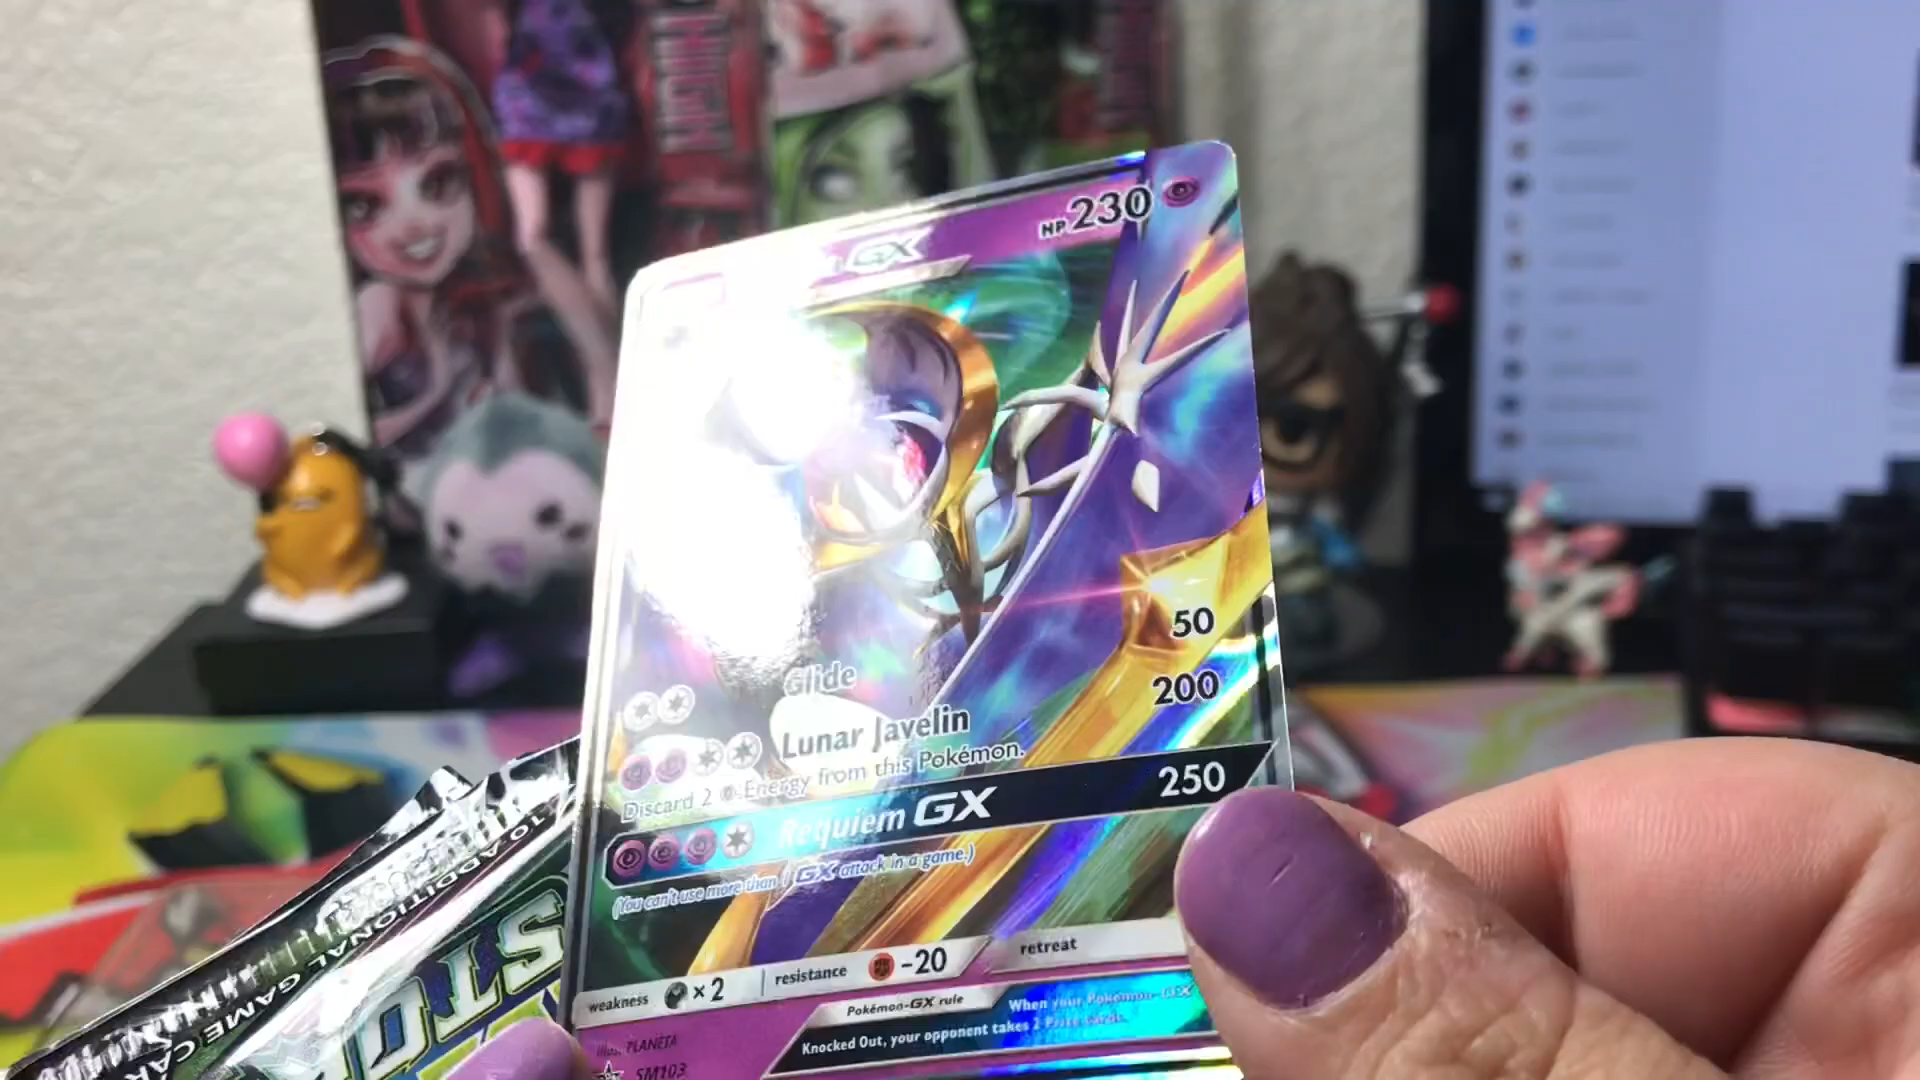 GX
HP 230
Glide 50
Lunar Javelin 200
Discard 2 Energy from this Pokémon.
Requiem GX 250
(You can't use more than 1 GX attack in a game.)
weakness ×2 resistance -20 retreat
Pokémon-GX rule When your Pokémon-GX
Knocked Out, your opponent takes 2 Prize cards.
Illus. PLANETA
SM103
10 ADDITIONAL GAME